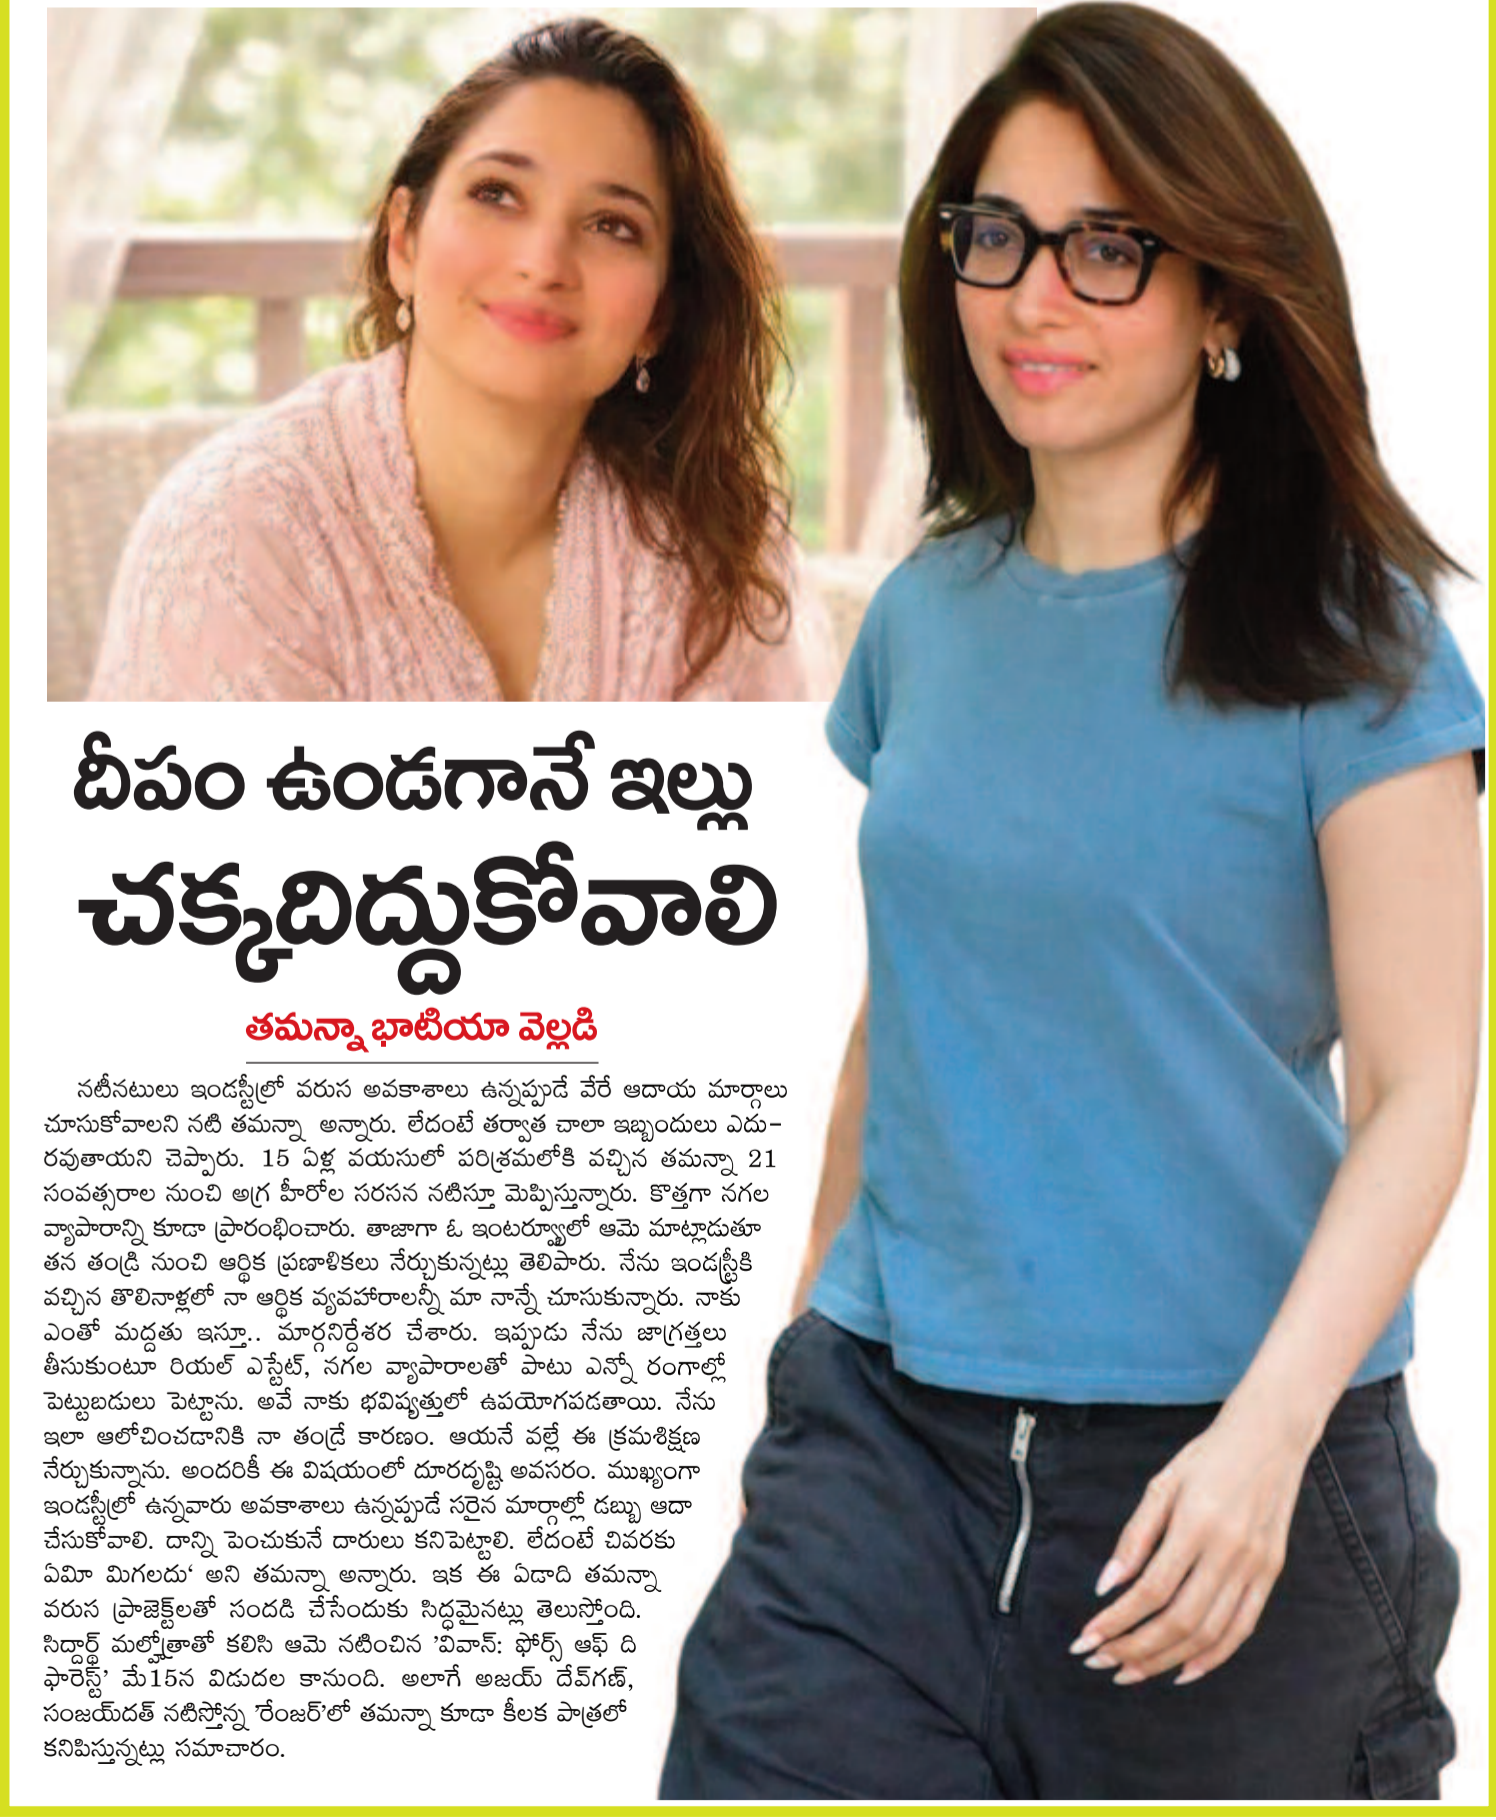 దీపం ఉండగానే ఇల్లు
చక్కదిద్దుకోవాలి
తమన్నా భాటియా వెల్లడి
నటీనటులు ఇండస్ట్రీలో వరుస అవకాశాలు ఉన్నప్పుడే వేరే ఆదాయ మార్గాలు
చూసుకోవాలని నటి తమన్నా అన్నారు. లేదంటే తర్వాత చాలా ఇబ్బందులు ఎదు-
రవుతాయని చెప్పారు. 15 ఏళ్ల వయసులో పరిశ్రమలోకి వచ్చిన తమన్నా 21
సంవత్సరాల నుంచి అగ్ర హీరోల సరసన నటిస్తూ మెప్పిస్తున్నారు. కొత్తగా నగల
వ్యాపారాన్ని కూడా ప్రారంభించారు. తాజాగా ఓ ఇంటర్వ్యూలో ఆమె మాట్లాడుతూ
తన తండ్రి నుంచి ఆర్థిక ప్రణాళికలు నేర్చుకున్నట్లు తెలిపారు. నేను ఇండస్ట్రీకి
వచ్చిన తొలినాళ్లలో నా ఆర్థిక వ్యవహారాలన్నీ మా నాన్నే చూసుకున్నారు. నాకు
ఎంతో మద్దతు ఇస్తూ.. మార్గనిర్దేశర చేశారు. ఇప్పుడు నేను జాగ్రత్తలు
తీసుకుంటూ రియల్ ఎస్టేట్, నగల వ్యాపారాలతో పాటు ఎన్నో రంగాల్లో
పెట్టుబడులు పెట్టాను. అవే నాకు భవిష్యత్తులో ఉపయోగపడతాయి. నేను
ఇలా ఆలోచించడానికి నా తండ్రే కారణం. ఆయనే వల్లే ఈ క్రమశిక్షణ
నేర్చుకున్నాను. అందరికీ ఈ విషయంలో దూరదృష్టి అవసరం. ముఖ్యంగా
ఇండస్ట్రీలో ఉన్నవారు అవకాశాలు ఉన్నప్పుడే సరైన మార్గాల్లో డబ్బు ఆదా
చేసుకోవాలి. దాన్ని పెంచుకునే దారులు కనిపెట్టాలి. లేదంటే చివరకు
ఏమీ మిగలదు‘ అని తమన్నా అన్నారు. ఇక ఈ ఏడాది తమన్నా
వరుస ప్రాజెక్ట్‌లతో సందడి చేసేందుకు సిద్ధమైనట్లు తెలుస్తోంది.
సిద్దార్థ్ మల్హోత్రాతో కలిసి ఆమె నటించిన ’వివాన్: ఫోర్స్ ఆఫ్ ది
ఫారెస్ట్’ మే15న విడుదల కానుంది. అలాగే అజయ్ దేవ్‌గణ్,
సంజయ్‌దత్ నటిస్తోన్న ’రేంజర్‌’లో తమన్నా కూడా కీలక పాత్రలో
కనిపిస్తున్నట్లు సమాచారం.